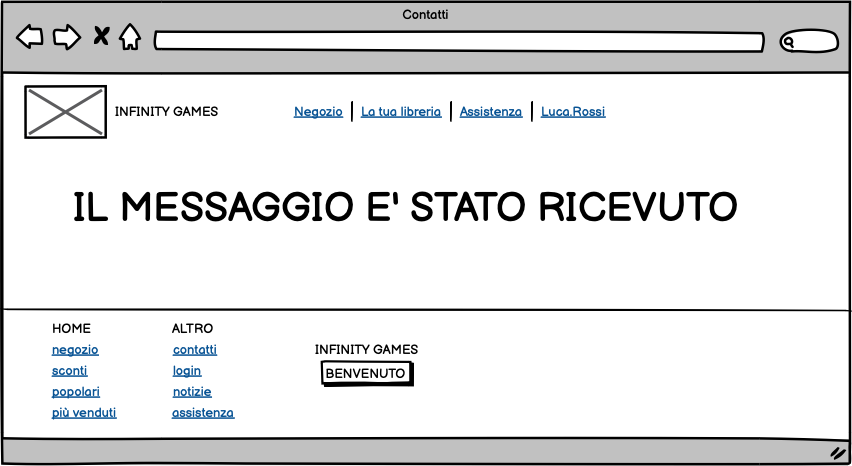 Contatti
INFINITY GAMES
Negozio | La tua libreria | Assistenza | Luca.Rossi
IL MESSAGGIO E' STATO RICEVUTO
HOME
negozio
sconti
popolari
più venduti
ALTRO
contatti
login
notizie
assistenza
INFINITY GAMES
BENVENUTO